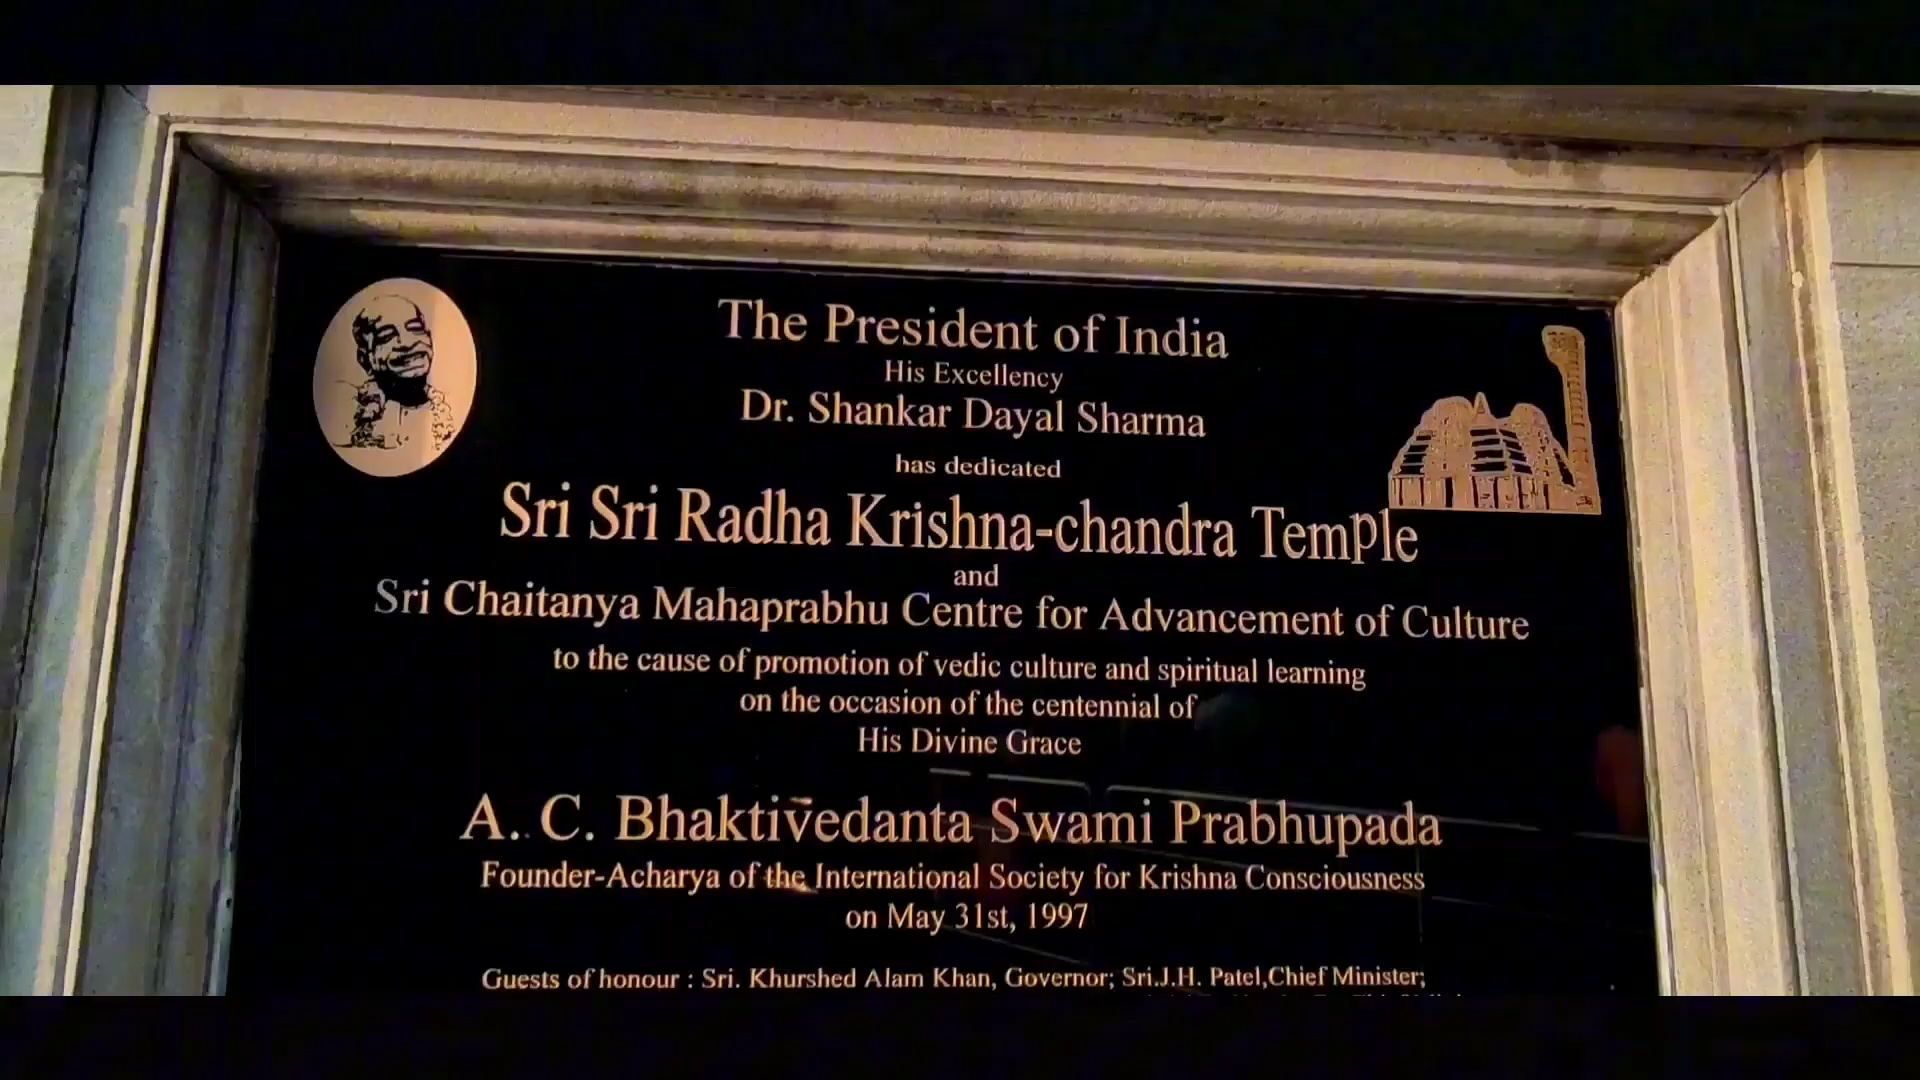 The President of India
His Excellency
Dr. Shankar Dayal Sharma
has dedicated
Sri Sri Radha Krishna-chandra Temple
and
Sri Chaitanya Mahaprabhu Centre for Advancement of Culture
to the cause of promotion of vedic culture and spiritual learning
on the occasion of the centennial of
His Divine Grace
A. C. Bhaktivedanta Swami Prabhupada
Founder-Acharya of the International Society for Krishna Consciousness
on May 31st, 1997
Guests of honour : Sri. Khurshed Alam Khan, Governor; Sri.J.H. Patel,Chief Minister;